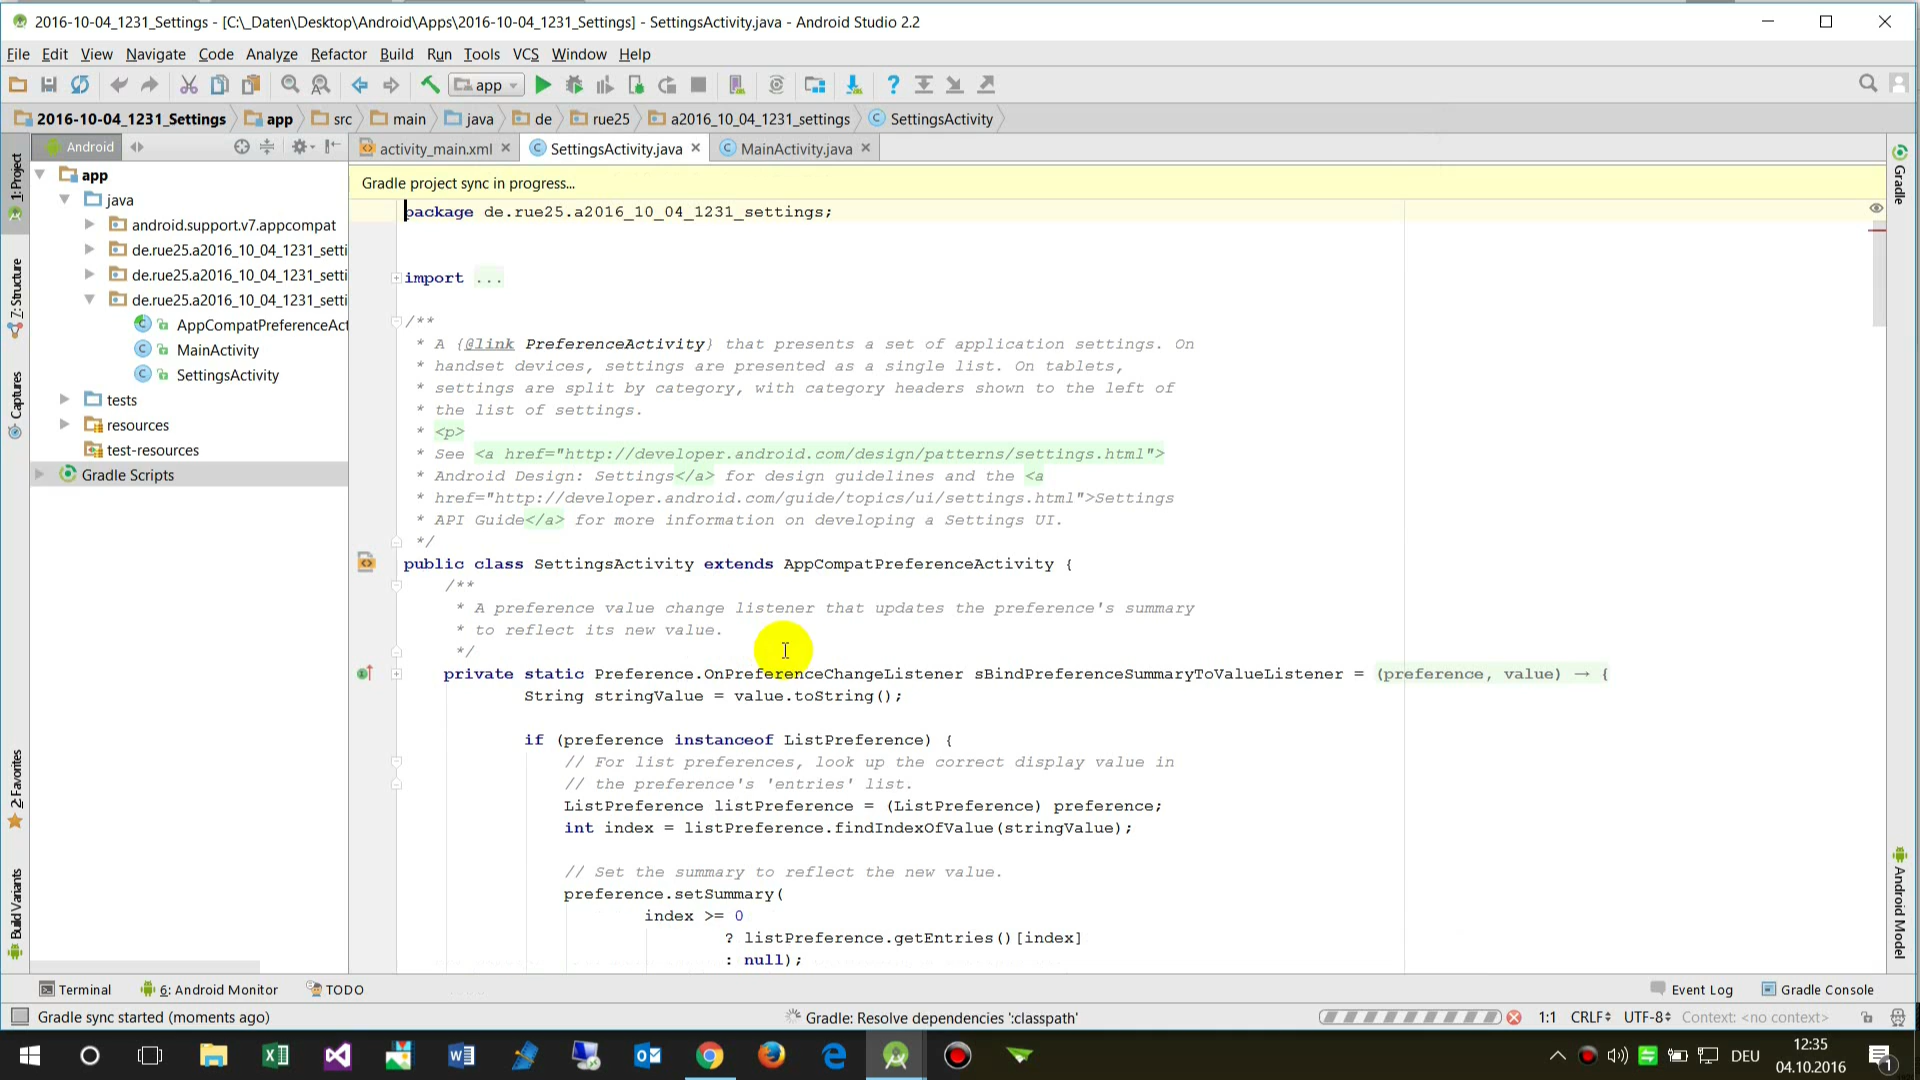 2016-10-04_1231_Settings - [C:\_Daten\Desktop\Android\Apps\2016-10-04_1231_Settings] - SettingsActivity.java - Android Studio 2.2
File Edit View Navigate Code Analyze Refactor Build Run Tools VCS Window Help
app
2016-10-04_1231_Settings app src main java de rue25 a2016_10_04_1231_settings SettingsActivity
Android
activity_main.xml SettingsActivity.java MainActivity.java
Gradle project sync in progress...
1: Project
7: Structure
Captures
2: Favorites
Build Variants
app
java
android.support.v7.appcompat
de.rue25.a2016_10_04_1231_setti
de.rue25.a2016_10_04_1231_setti
de.rue25.a2016_10_04_1231_setti
AppCompatPreferenceAct
MainActivity
SettingsActivity
tests
resources
test-resources
Gradle Scripts
package de.rue25.a2016_10_04_1231_settings;
import ...
/**
* A {@link PreferenceActivity} that presents a set of application settings. On
* handset devices, settings are presented as a single list. On tablets,
* settings are split by category, with category headers shown to the left of
* the list of settings.
* <p>
* See <a href="http://developer.android.com/design/patterns/settings.html">
* Android Design: Settings</a> for design guidelines and the <a
* href="http://developer.android.com/guide/topics/ui/settings.html">Settings
* API Guide</a> for more information on developing a Settings UI.
*/
public class SettingsActivity extends AppCompatPreferenceActivity {
/**
* A preference value change listener that updates the preference's summary
* to reflect its new value.
*/
private static Preference.OnPreferenceChangeListener sBindPreferenceSummaryToValueListener = (preference, value) → {
String stringValue = value.toString();
if (preference instanceof ListPreference) {
// For list preferences, look up the correct display value in
// the preference's 'entries' list.
ListPreference listPreference = (ListPreference) preference;
int index = listPreference.findIndexOfValue(stringValue);
// Set the summary to reflect the new value.
preference.setSummary(
index >= 0
? listPreference.getEntries()[index]
: null);
Gradle
Android Model
Terminal 6: Android Monitor TODO Event Log Gradle Console
Gradle sync started (moments ago) Gradle: Resolve dependencies ':classpath' 1:1 CRLF UTF-8 Context: <no context>
DEU
12:35
04.10.2016
1